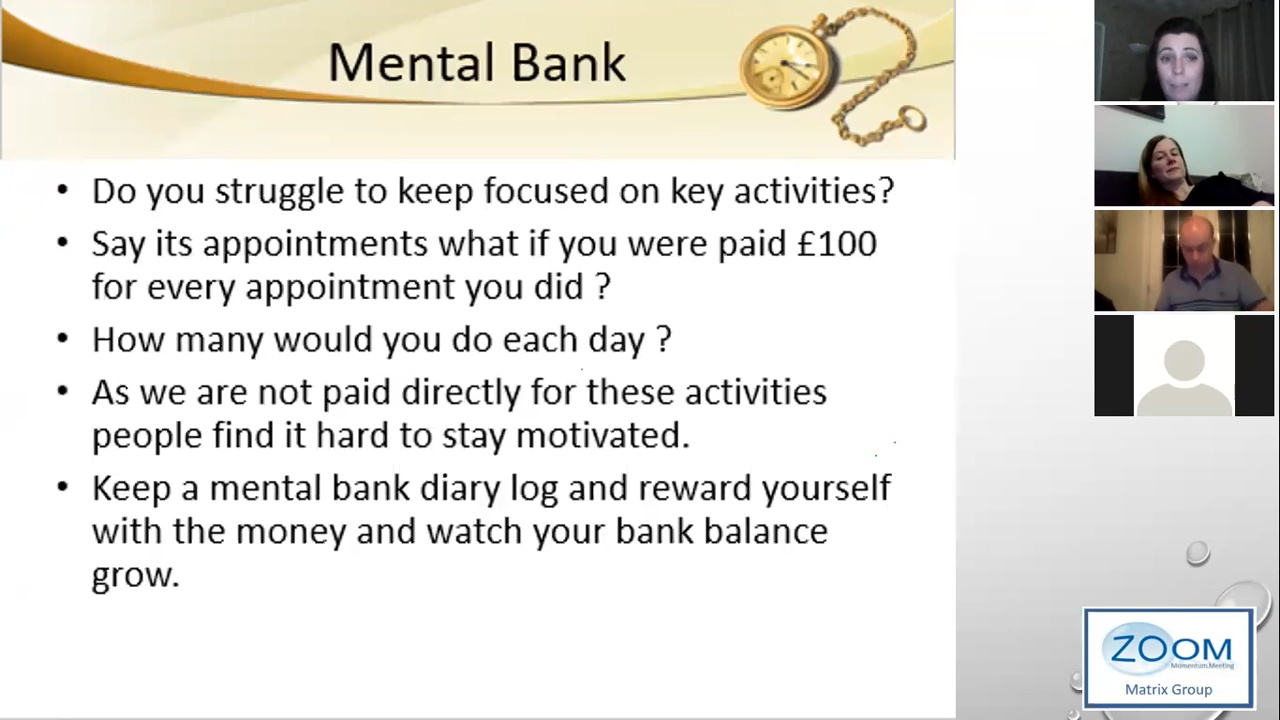 Mental Bank
• Do you struggle to keep focused on key activities?
• Say its appointments what if you were paid £100
for every appointment you did ?
• How many would you do each day ?
• As we are not paid directly for these activities
people find it hard to stay motivated.
• Keep a mental bank diary log and reward yourself
with the money and watch your bank balance
grow.
ZOOM
Momentum Meeting
Matrix Group